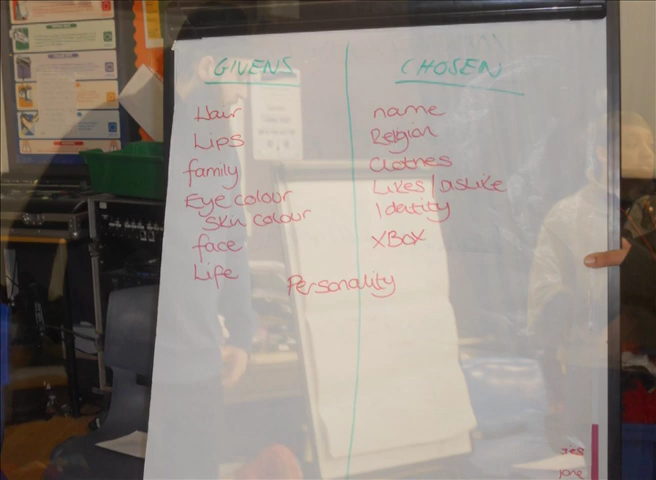 GIVENS
Hair
Lips
family
Eye colour
Skin colour
face
Life
CHOSEN
name
Religion
Clothes
Likes/Dislike
Identity
XBox
Personality